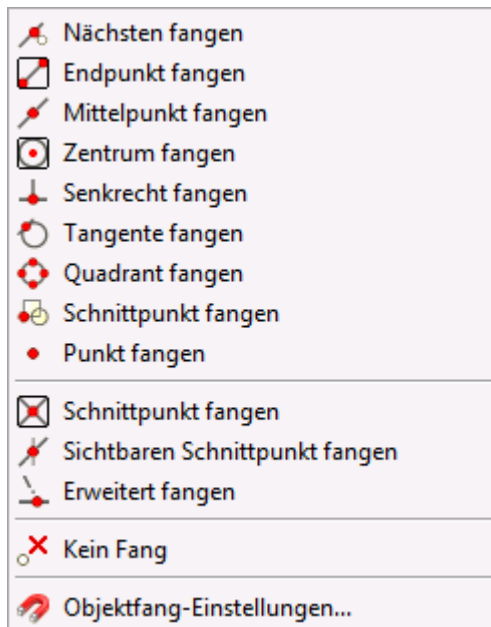 Nächsten fangen
Endpunkt fangen
Mittelpunkt fangen
Zentrum fangen
Senkrecht fangen
Tangente fangen
Quadrant fangen
Schnittpunkt fangen
Punkt fangen
Schnittpunkt fangen
Sichtbaren Schnittpunkt fangen
Erweitert fangen
Kein Fang
Objektfang-Einstellungen...